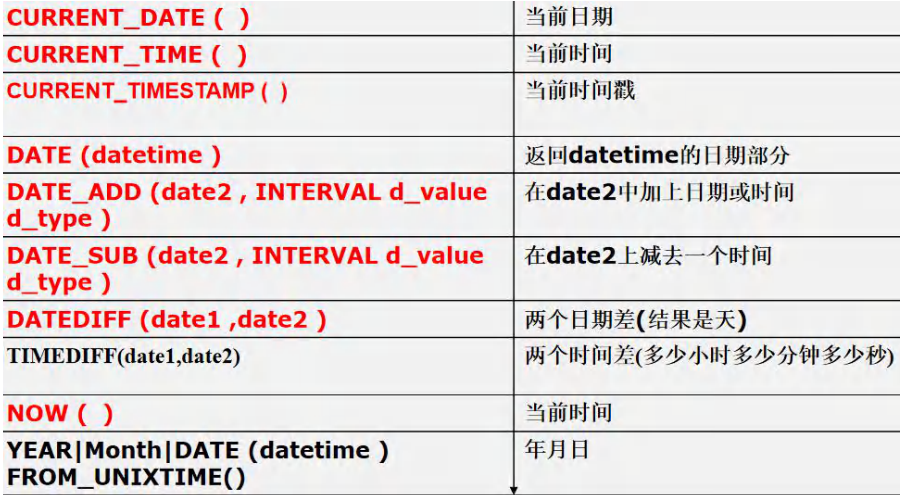 CURRENT_DATE ( ) 当前日期
CURRENT_TIME ( ) 当前时间
CURRENT_TIMESTAMP ( ) 当前时间戳
DATE (datetime ) 返回datetime的日期部分
DATE_ADD (date2 , INTERVAL d_value 在date2中加上日期或时间
d_type )
DATE_SUB (date2 , INTERVAL d_value 在date2上减去一个时间
d_type )
DATEDIFF (date1 ,date2 ) 两个日期差(结果是天)
TIMEDIFF(date1,date2) 两个时间差(多少小时多少分钟多少秒)
NOW ( ) 当前时间
YEAR|Month|DATE (datetime ) 年月日
FROM_UNIXTIME()